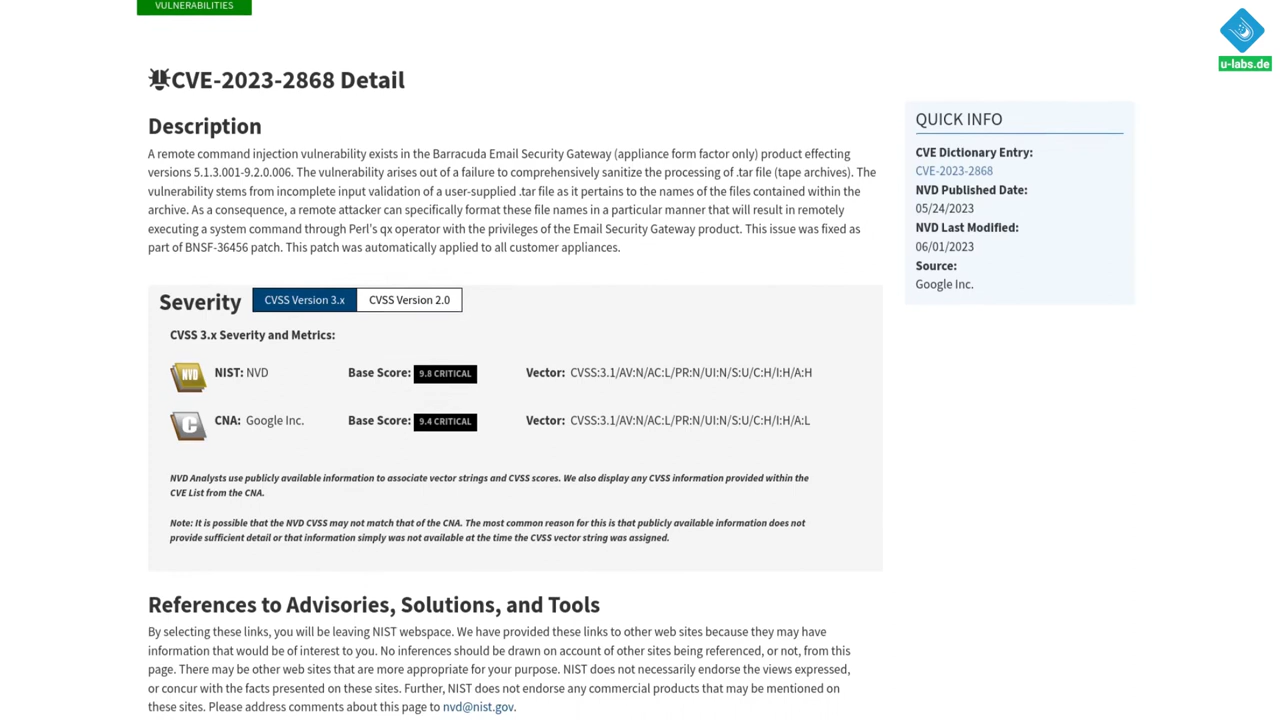 VULNERABILITIES
u-labs.de
CVE-2023-2868 Detail
Description
A remote command injection vulnerability exists in the Barracuda Email Security Gateway (appliance form factor only) product effecting
versions 5.1.3.001-9.2.0.006. The vulnerability arises out of a failure to comprehensively sanitize the processing of .tar file (tape archives). The
vulnerability stems from incomplete input validation of a user-supplied .tar file as it pertains to the names of the files contained within the
archive. As a consequence, a remote attacker can specifically format these file names in a particular manner that will result in remotely
executing a system command through Perl's qx operator with the privileges of the Email Security Gateway product. This issue was fixed as
part of BNSF-36456 patch. This patch was automatically applied to all customer appliances.
QUICK INFO
CVE Dictionary Entry:
CVE-2023-2868
NVD Published Date:
05/24/2023
NVD Last Modified:
06/01/2023
Source:
Google Inc.
Severity CVSS Version 3.x CVSS Version 2.0
CVSS 3.x Severity and Metrics:
NVD NIST: NVD Base Score: 9.8 CRITICAL Vector: CVSS:3.1/AV:N/AC:L/PR:N/UI:N/S:U/C:H/I:H/A:H
C CNA: Google Inc. Base Score: 9.4 CRITICAL Vector: CVSS:3.1/AV:N/AC:L/PR:N/UI:N/S:U/C:H/I:H/A:L
NVD Analysts use publicly available information to associate vector strings and CVSS scores. We also display any CVSS information provided within the
CVE List from the CNA.
Note: It is possible that the NVD CVSS may not match that of the CNA. The most common reason for this is that publicly available information does not
provide sufficient detail or that information simply was not available at the time the CVSS vector string was assigned.
References to Advisories, Solutions, and Tools
By selecting these links, you will be leaving NIST webspace. We have provided these links to other web sites because they may have
information that would be of interest to you. No inferences should be drawn on account of other sites being referenced, or not, from this
page. There may be other web sites that are more appropriate for your purpose. NIST does not necessarily endorse the views expressed,
or concur with the facts presented on these sites. Further, NIST does not endorse any commercial products that may be mentioned on
these sites. Please address comments about this page to nvd@nist.gov.